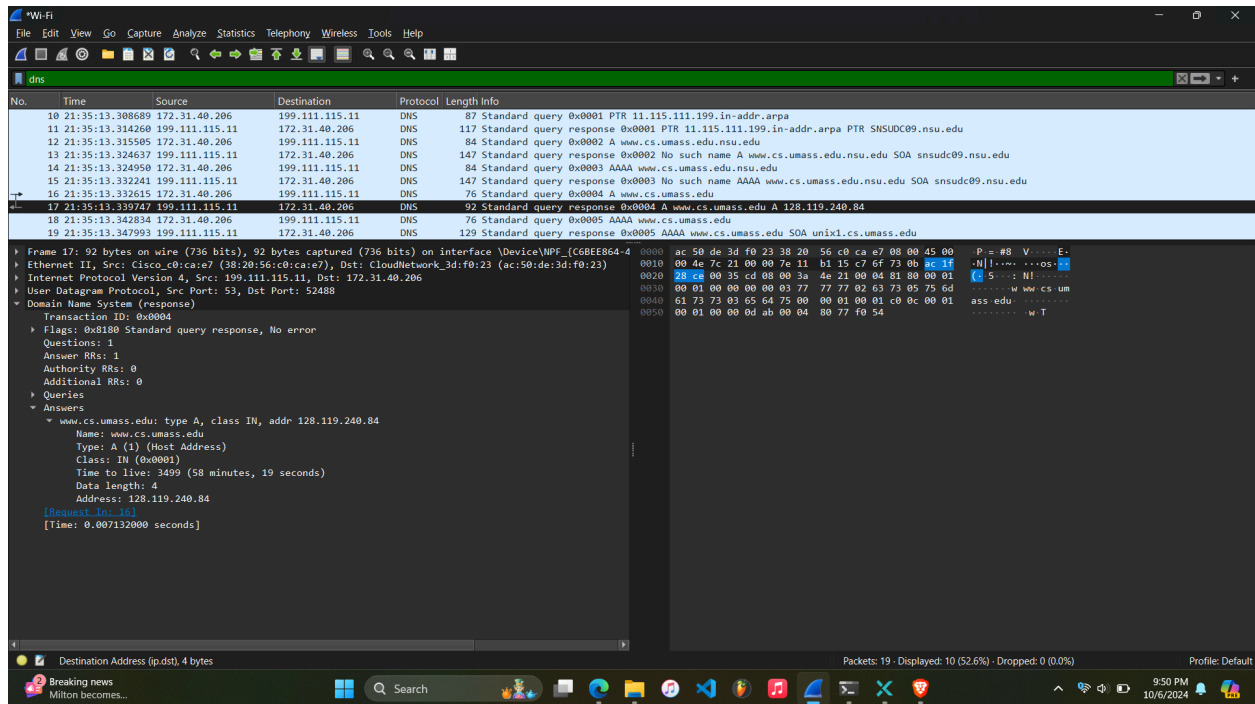 *Wi-Fi
File Edit View Go Capture Analyze Statistics Telephony Wireless Tools Help
dns
No. Time Source Destination Protocol Length Info
10 21:35:13.308689 172.31.40.206 199.111.115.11 DNS 87 Standard query 0x0001 PTR 11.115.111.199.in-addr.arpa
11 21:35:13.314260 199.111.115.11 172.31.40.206 DNS 117 Standard query response 0x0001 PTR 11.115.111.199.in-addr.arpa PTR SNSUDC09.nsu.edu
12 21:35:13.315505 172.31.40.206 199.111.115.11 DNS 84 Standard query 0x0002 A www.cs.umass.edu.nsu.edu
13 21:35:13.324637 199.111.115.11 172.31.40.206 DNS 147 Standard query response 0x0002 No such name A www.cs.umass.edu.nsu.edu SOA snsudc09.nsu.edu
14 21:35:13.324950 172.31.40.206 199.111.115.11 DNS 84 Standard query 0x0003 AAAA www.cs.umass.edu.nsu.edu
15 21:35:13.332241 199.111.115.11 172.31.40.206 DNS 147 Standard query response 0x0003 No such name AAAA www.cs.umass.edu.nsu.edu SOA snsudc09.nsu.edu
16 21:35:13.332615 172.31.40.206 199.111.115.11 DNS 76 Standard query 0x0004 A www.cs.umass.edu
17 21:35:13.339747 199.111.115.11 172.31.40.206 DNS 92 Standard query response 0x0004 A www.cs.umass.edu A 128.119.240.84
18 21:35:13.342834 172.31.40.206 199.111.115.11 DNS 76 Standard query 0x0005 AAAA www.cs.umass.edu
19 21:35:13.347993 199.111.115.11 172.31.40.206 DNS 129 Standard query response 0x0005 AAAA www.cs.umass.edu SOA unix1.cs.umass.edu
Frame 17: 92 bytes on wire (736 bits), 92 bytes captured (736 bits) on interface \Device\NPF_{C6BEE864-4
Ethernet II, Src: Cisco_c0:ca:e7 (38:20:56:c0:ca:e7), Dst: CloudNetwork_3d:f0:23 (ac:50:de:3d:f0:23)
Internet Protocol Version 4, Src: 199.111.115.11, Dst: 172.31.40.206
User Datagram Protocol, Src Port: 53, Dst Port: 52488
Domain Name System (response)
Transaction ID: 0x0004
Flags: 0x8180 Standard query response, No error
Questions: 1
Answer RRs: 1
Authority RRs: 0
Additional RRs: 0
Queries
Answers
www.cs.umass.edu: type A, class IN, addr 128.119.240.84
Name: www.cs.umass.edu
Type: A (1) (Host Address)
Class: IN (0x0001)
Time to live: 3499 (58 minutes, 19 seconds)
Data length: 4
Address: 128.119.240.84
[Request In: 16]
[Time: 0.007132000 seconds]
0000 ac 50 de 3d f0 23 38 20 56 c0 ca e7 08 00 45 00 ·P·=·#8 V·····E·
0010 00 4e 7c 21 00 00 7e 11 b1 15 c7 6f 73 0b ac 1f ·N|!··~· ···os···
0020 28 ce 00 35 cd 08 00 3a 4e 21 00 04 81 80 00 01 (··5···: N!······
0030 00 01 00 00 00 00 03 77 77 77 02 63 73 05 75 6d ·······w ww·cs·um
0040 61 73 73 03 65 64 75 00 00 01 00 01 c0 0c 00 01 ass·edu· ········
0050 00 01 00 00 0d ab 00 04 80 77 f0 54 ········ ·w·T
Destination Address (ip.dst), 4 bytes
Packets: 19 · Displayed: 10 (52.6%) · Dropped: 0 (0.0%)
Profile: Default
2
Breaking news
Milton becomes...
Search
9:50 PM
10/6/2024